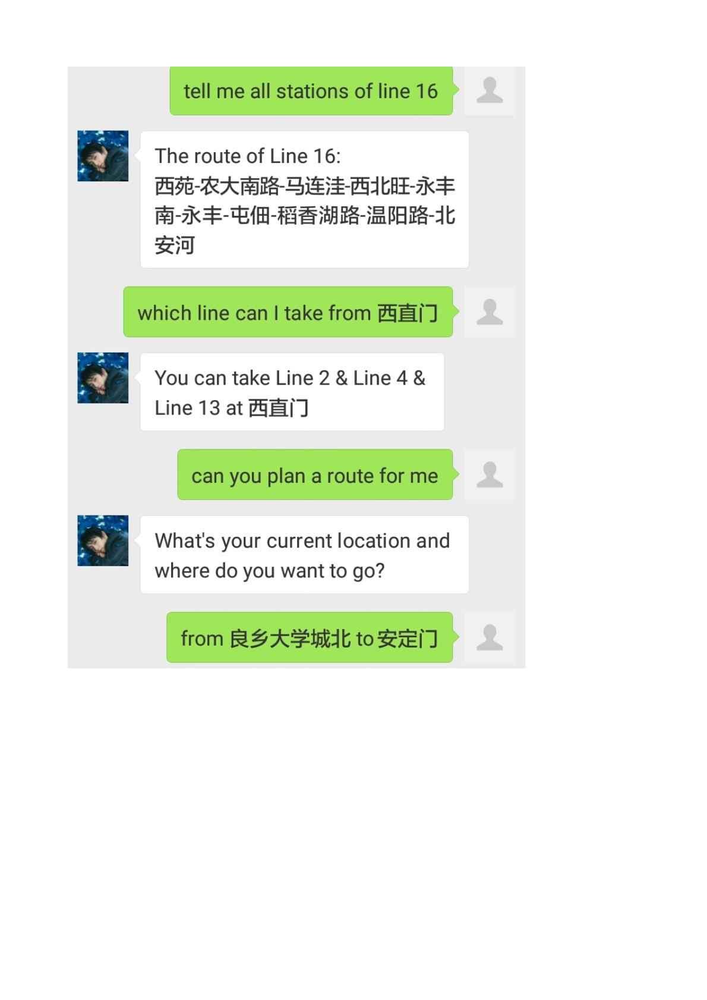 tell me all stations of line 16
The route of Line 16:
西苑-农大南路-马连洼-西北旺-永丰
南-永丰-屯佃-稻香湖路-温阳路-北
安河
which line can I take from 西直门
You can take Line 2 & Line 4 &
Line 13 at 西直门
can you plan a route for me
What's your current location and
where do you want to go?
from 良乡大学城北 to 安定门